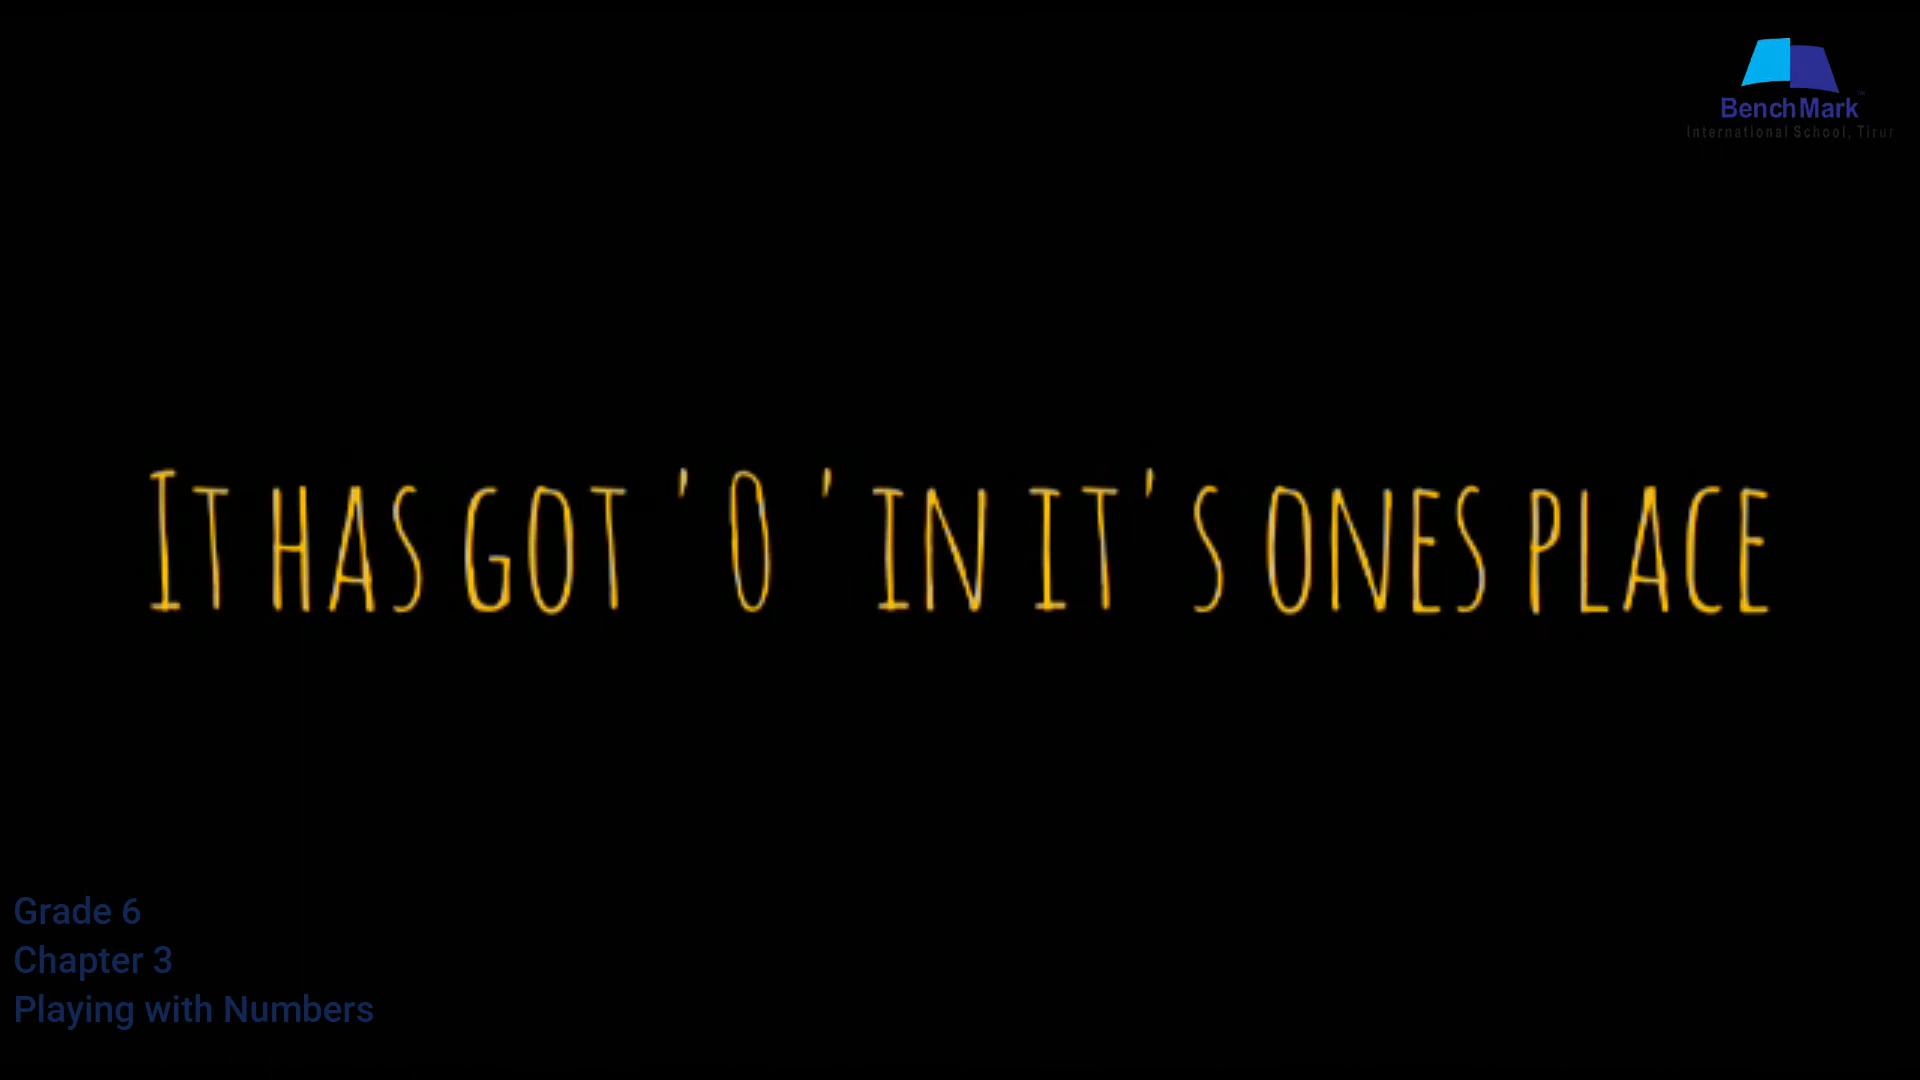 BenchMark
International School, Tirur
It has got '0' in it's ones place
Grade 6
Chapter 3
Playing with Numbers